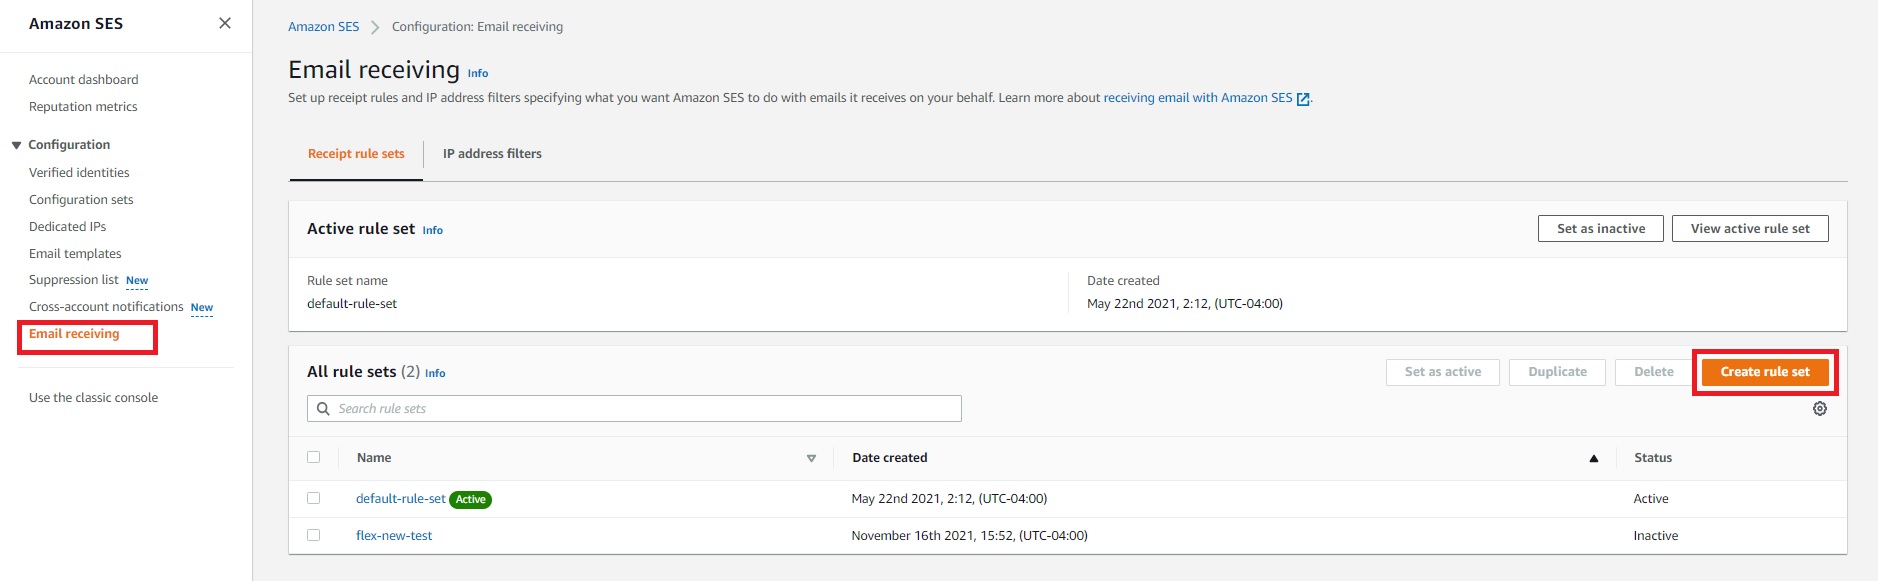 Amazon SES
Account dashboard
Reputation metrics
Configuration
Verified identities
Configuration sets
Dedicated IPs
Email templates
Suppression list New
Cross-account notifications New
Email receiving
Use the classic console
Amazon SES Configuration: Email receiving
Email receiving Info
Set up receipt rules and IP address filters specifying what you want Amazon SES to do with emails it receives on your behalf. Learn more about receiving email with Amazon SES.
Receipt rule sets IP address filters
Active rule set Info Set as inactive View active rule set
Rule set name Date created
default-rule-set May 22nd 2021, 2:12, (UTC-04:00)
All rule sets (2) Info Set as active Duplicate Delete Create rule set
Search rule sets
Name Date created Status
default-rule-set Active May 22nd 2021, 2:12, (UTC-04:00) Active
flex-new-test November 16th 2021, 15:52, (UTC-04:00) Inactive